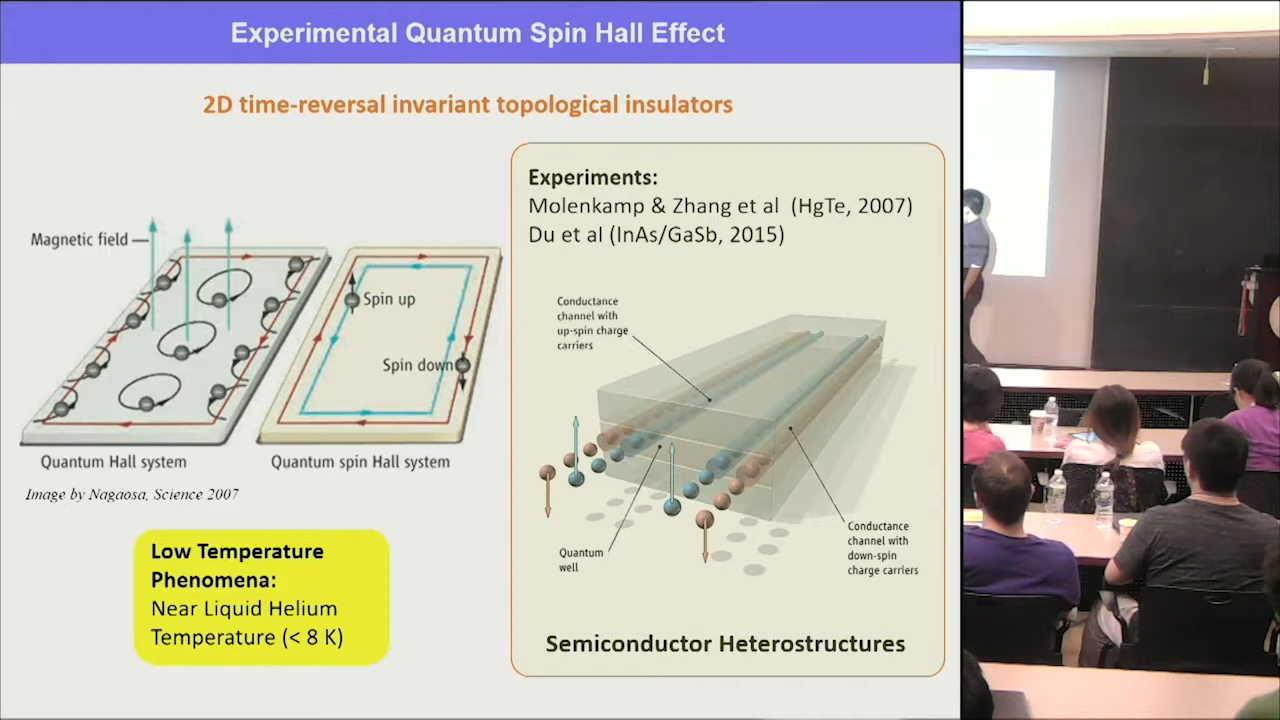 Experimental Quantum Spin Hall Effect
2D time-reversal invariant topological insulators
Magnetic field
Spin up
Spin down
Quantum Hall system
Quantum spin Hall system
Image by Nagaosa, Science 2007
Low Temperature
Phenomena:
Near Liquid Helium
Temperature (< 8 K)
Experiments:
Molenkamp & Zhang et al (HgTe, 2007)
Du et al (InAs/GaSb, 2015)
Conductance
channel with
up-spin charge
carriers
Quantum
well
Conductance
channel with
down-spin
charge carriers
Semiconductor Heterostructures